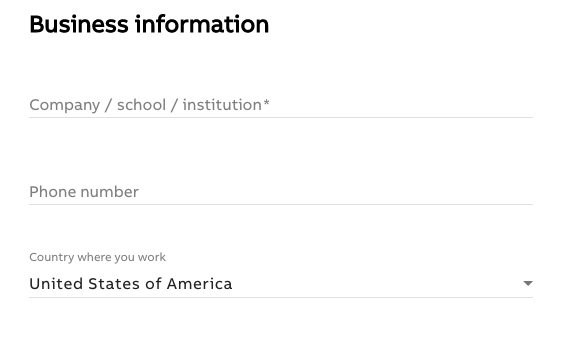 Business information
Company / school / institution*
Phone number
Country where you work
United States of America